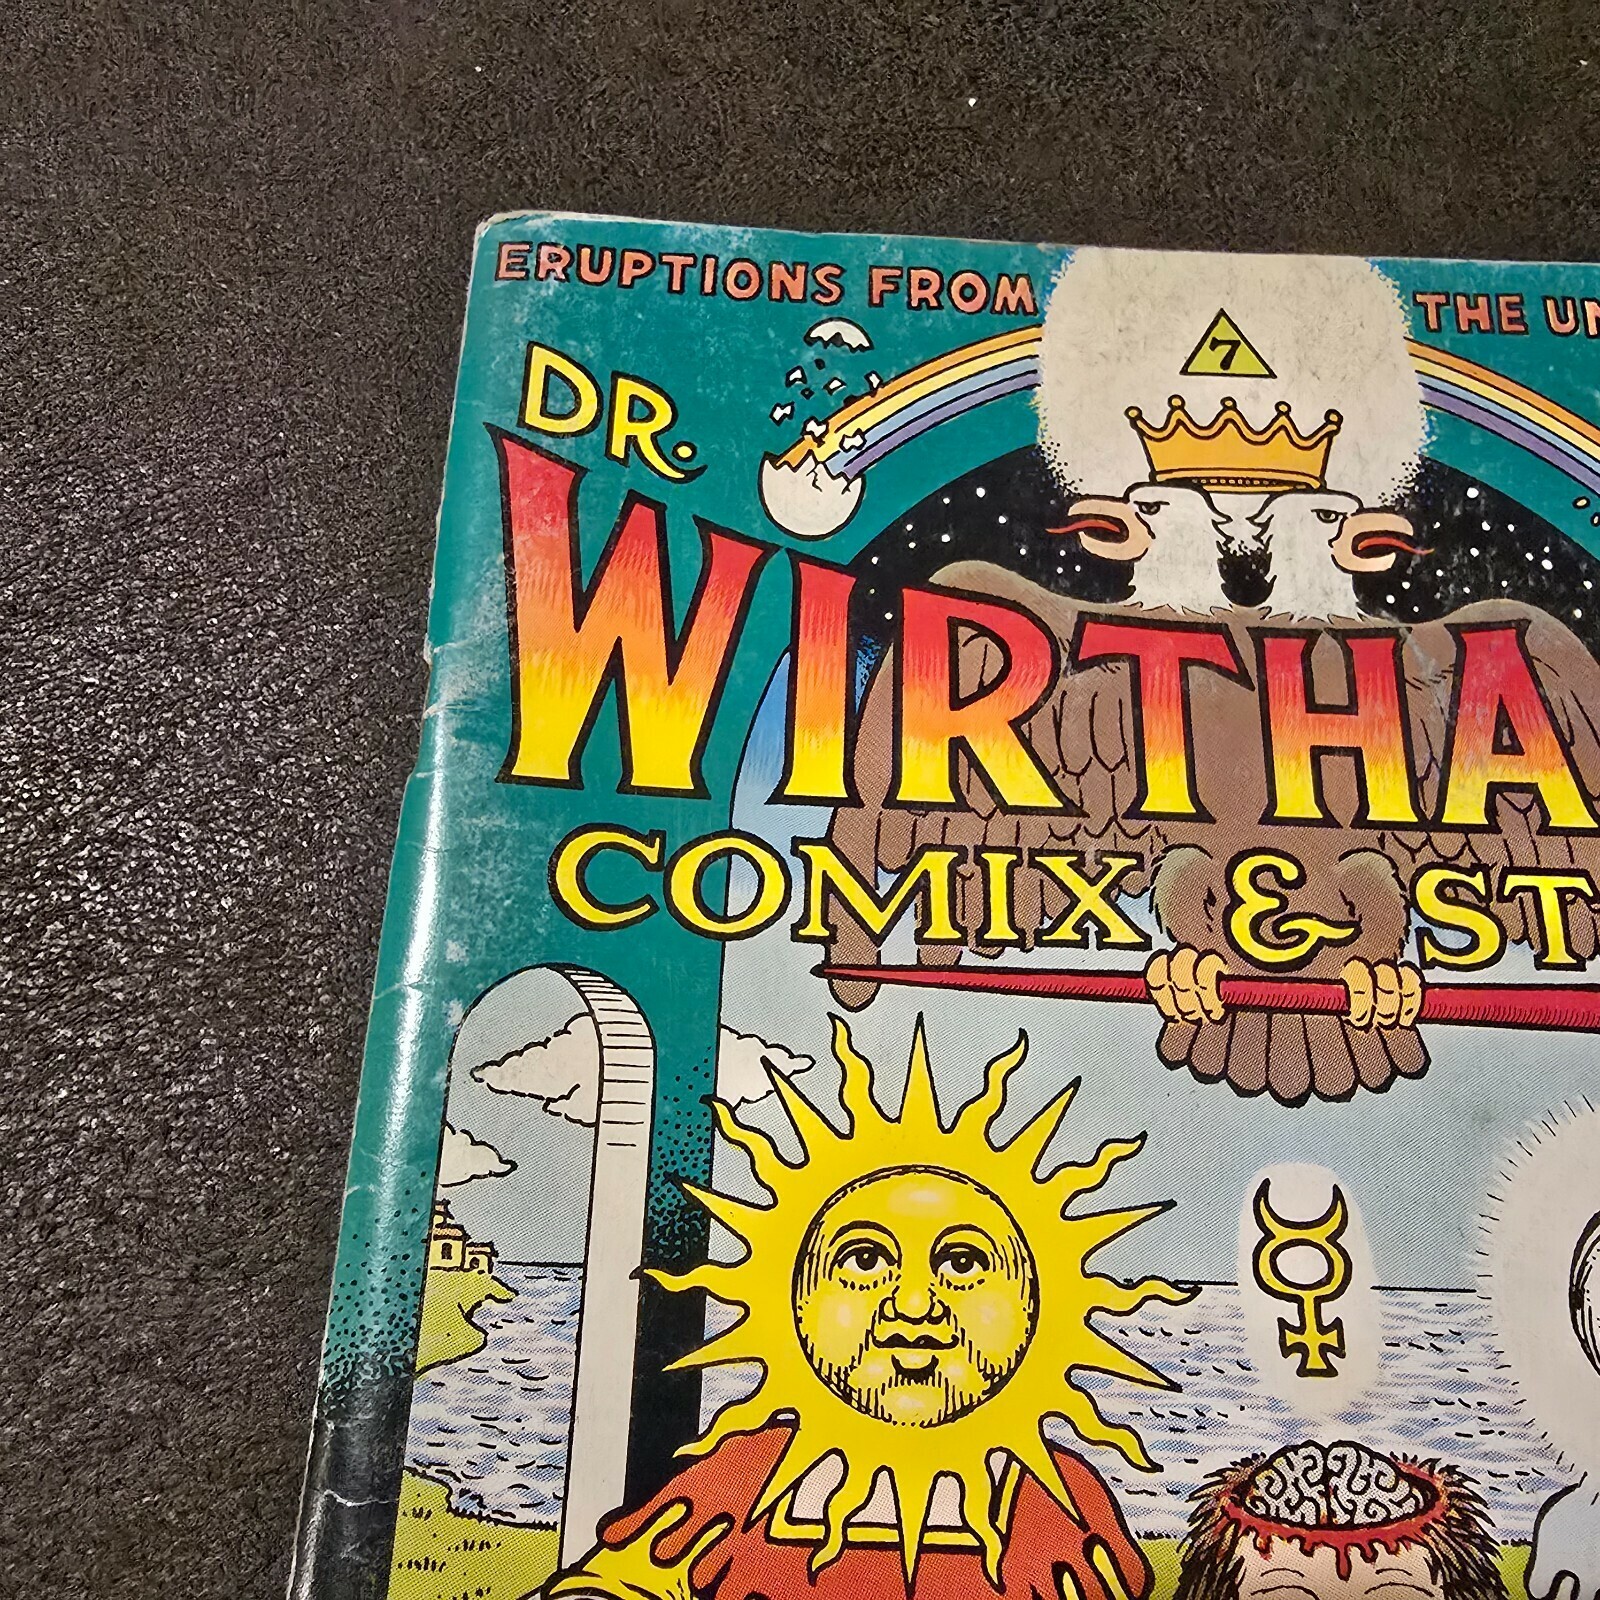 ERUPTIONS FROM THE UN
7
DR.
WIRTHA
COMIX & ST